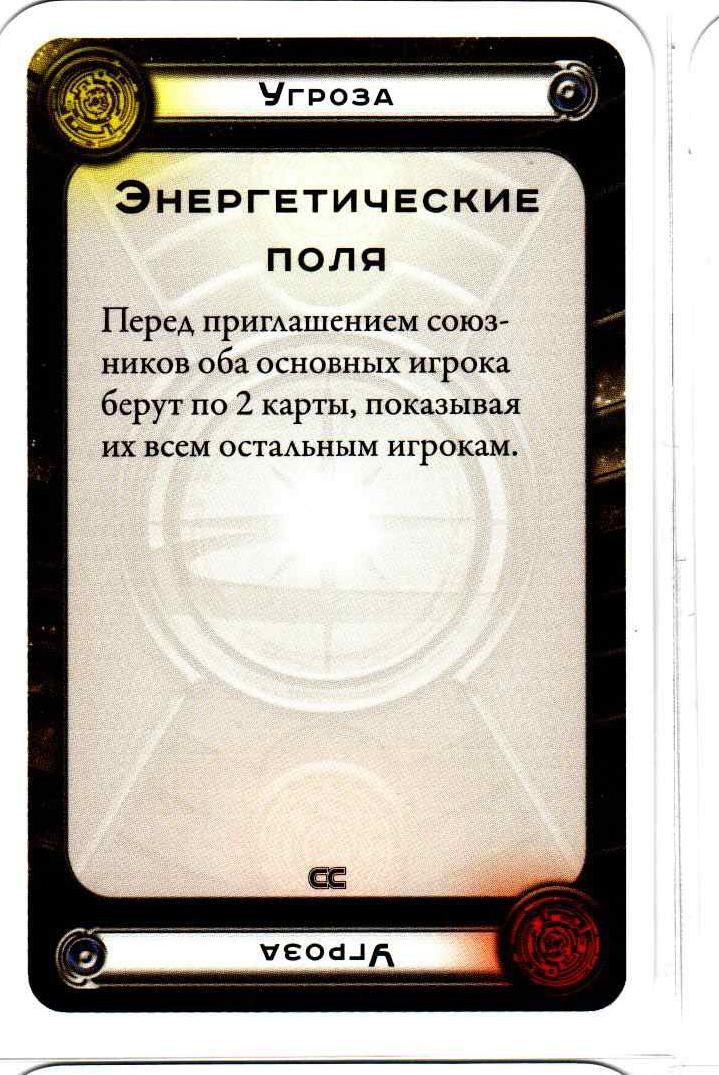 Угроза
Энергетические
поля
Перед приглашением союз-
ников оба основных игрока
берут по 2 карты, показывая
их всем остальным игрокам.
CC
Угроза